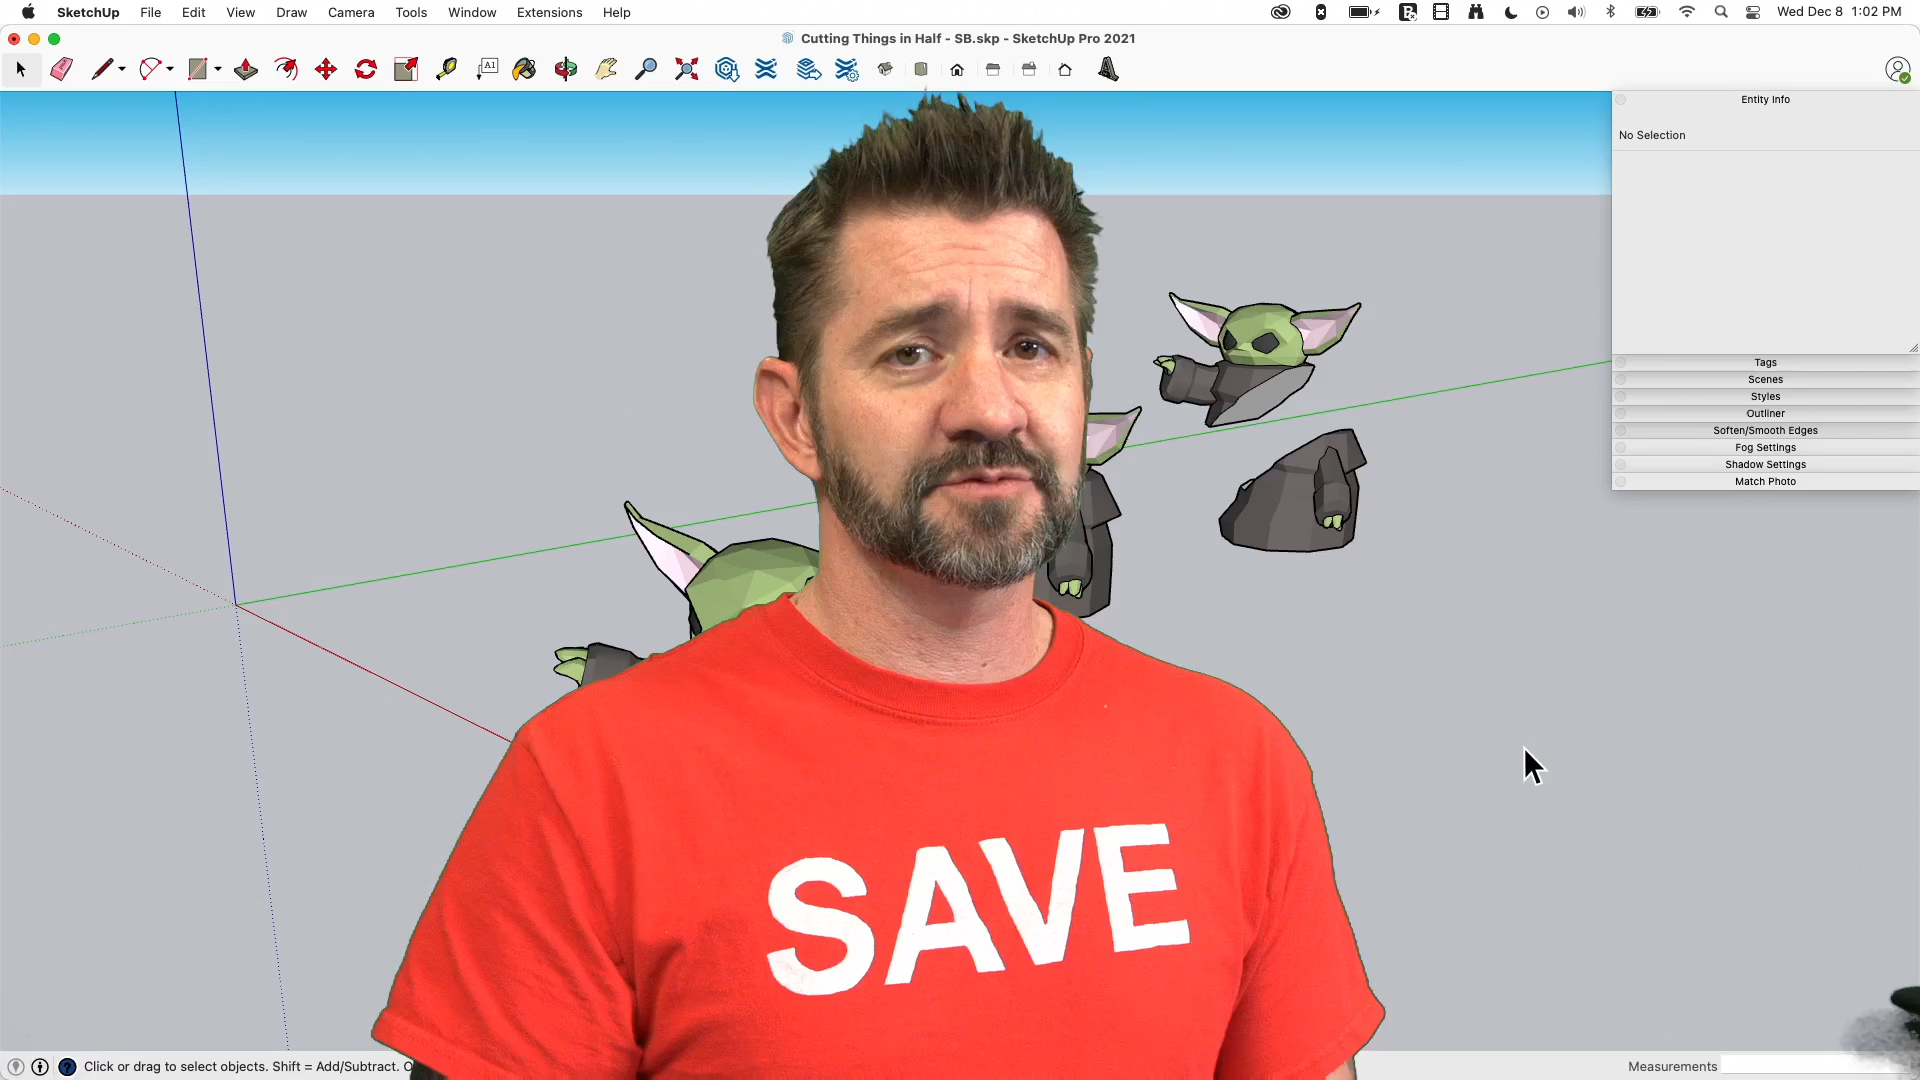 SketchUp File Edit View Draw Camera Tools Window Extensions Help Wed Dec 8 1:02 PM
Cutting Things in Half - SB.skp - SketchUp Pro 2021
A1
Entity Info
No Selection
Tags
Scenes
Styles
Outliner
Soften/Smooth Edges
Fog Settings
Shadow Settings
Match Photo
SAVE
Click or drag to select objects. Shift = Add/Subtract. O
Measurements